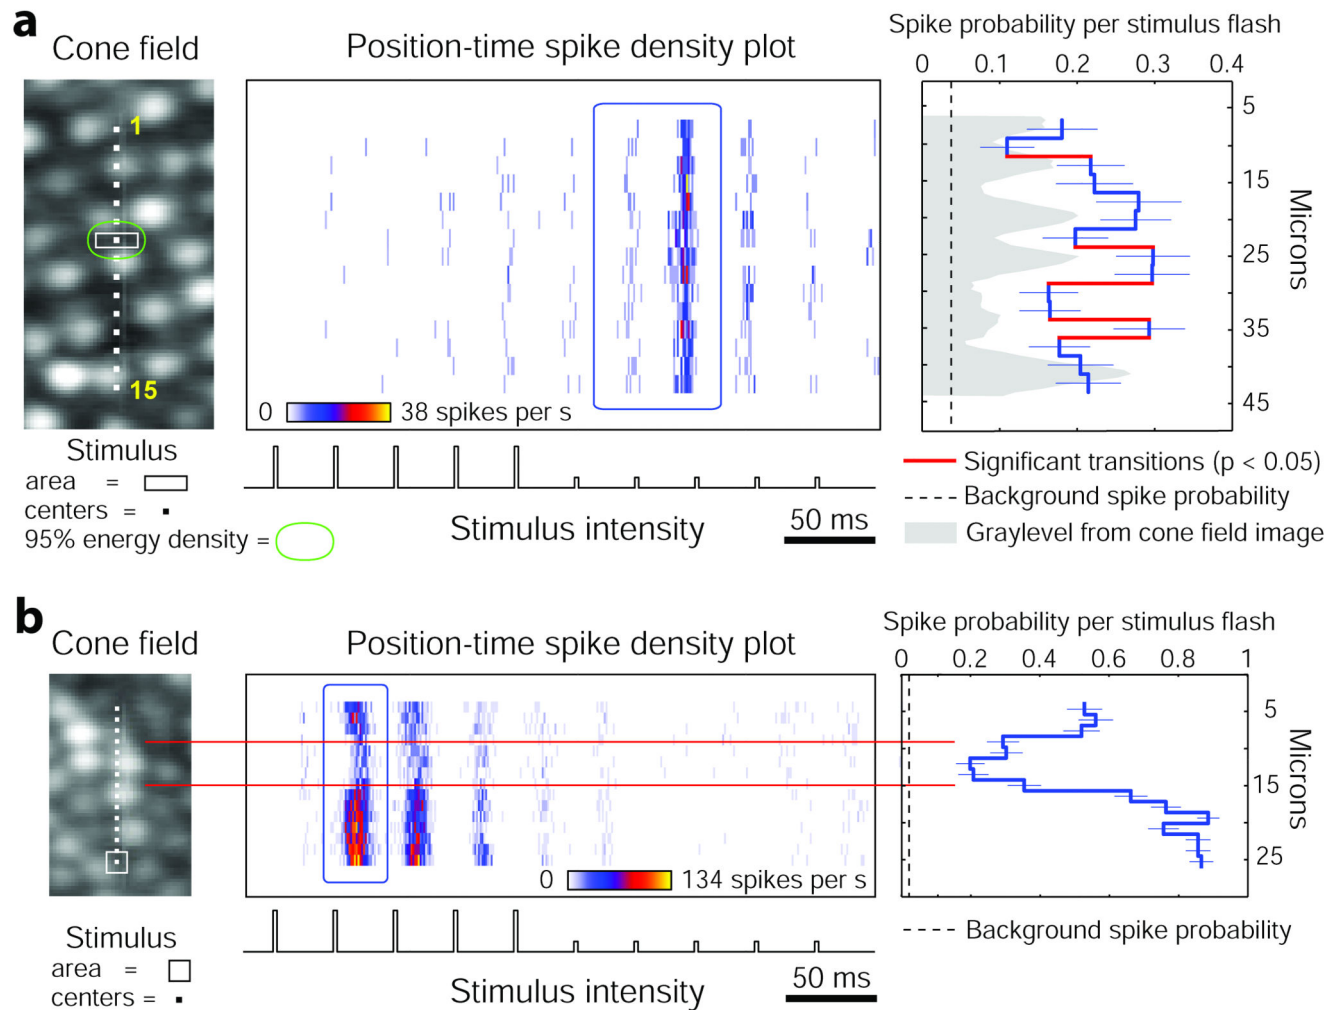 a
Cone field
Position-time spike density plot
Spike probability per stimulus flash
0 0.1 0.2 0.3 0.4
1
15
5
15
25
35
45
Microns
0 38 spikes per s
Stimulus
area =
centers =
95% energy density =
Stimulus intensity
50 ms
Significant transitions (p < 0.05)
Background spike probability
Graylevel from cone field image
b
Cone field
Position-time spike density plot
Spike probability per stimulus flash
0 0.2 0.4 0.6 0.8 1
5
15
25
Microns
0 134 spikes per s
Stimulus
area =
centers =
Stimulus intensity
50 ms
Background spike probability